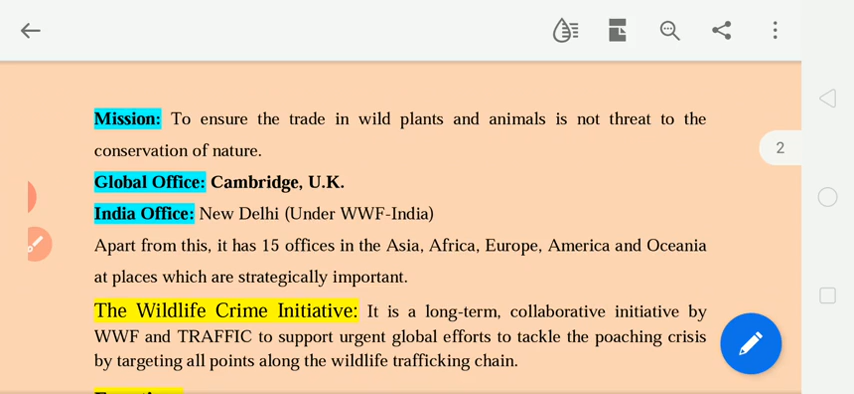 2
Mission: To ensure the trade in wild plants and animals is not threat to the
conservation of nature.
Global Office: Cambridge, U.K.
India Office: New Delhi (Under WWF-India)
Apart from this, it has 15 offices in the Asia, Africa, Europe, America and Oceania
at places which are strategically important.
The Wildlife Crime Initiative: It is a long-term, collaborative initiative by
WWF and TRAFFIC to support urgent global efforts to tackle the poaching crisis
by targeting all points along the wildlife trafficking chain.